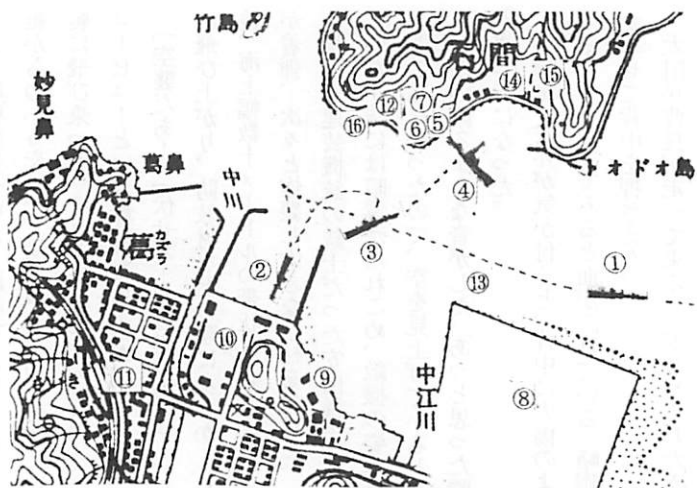 竹島
妙見鼻
葛鼻
中川
葛
カズラ
間
トオドオ島
中江川
①
②
③
④
⑤
⑥
⑦
⑧
⑨
⑩
⑪
⑫
⑬
⑭
⑮
⑯